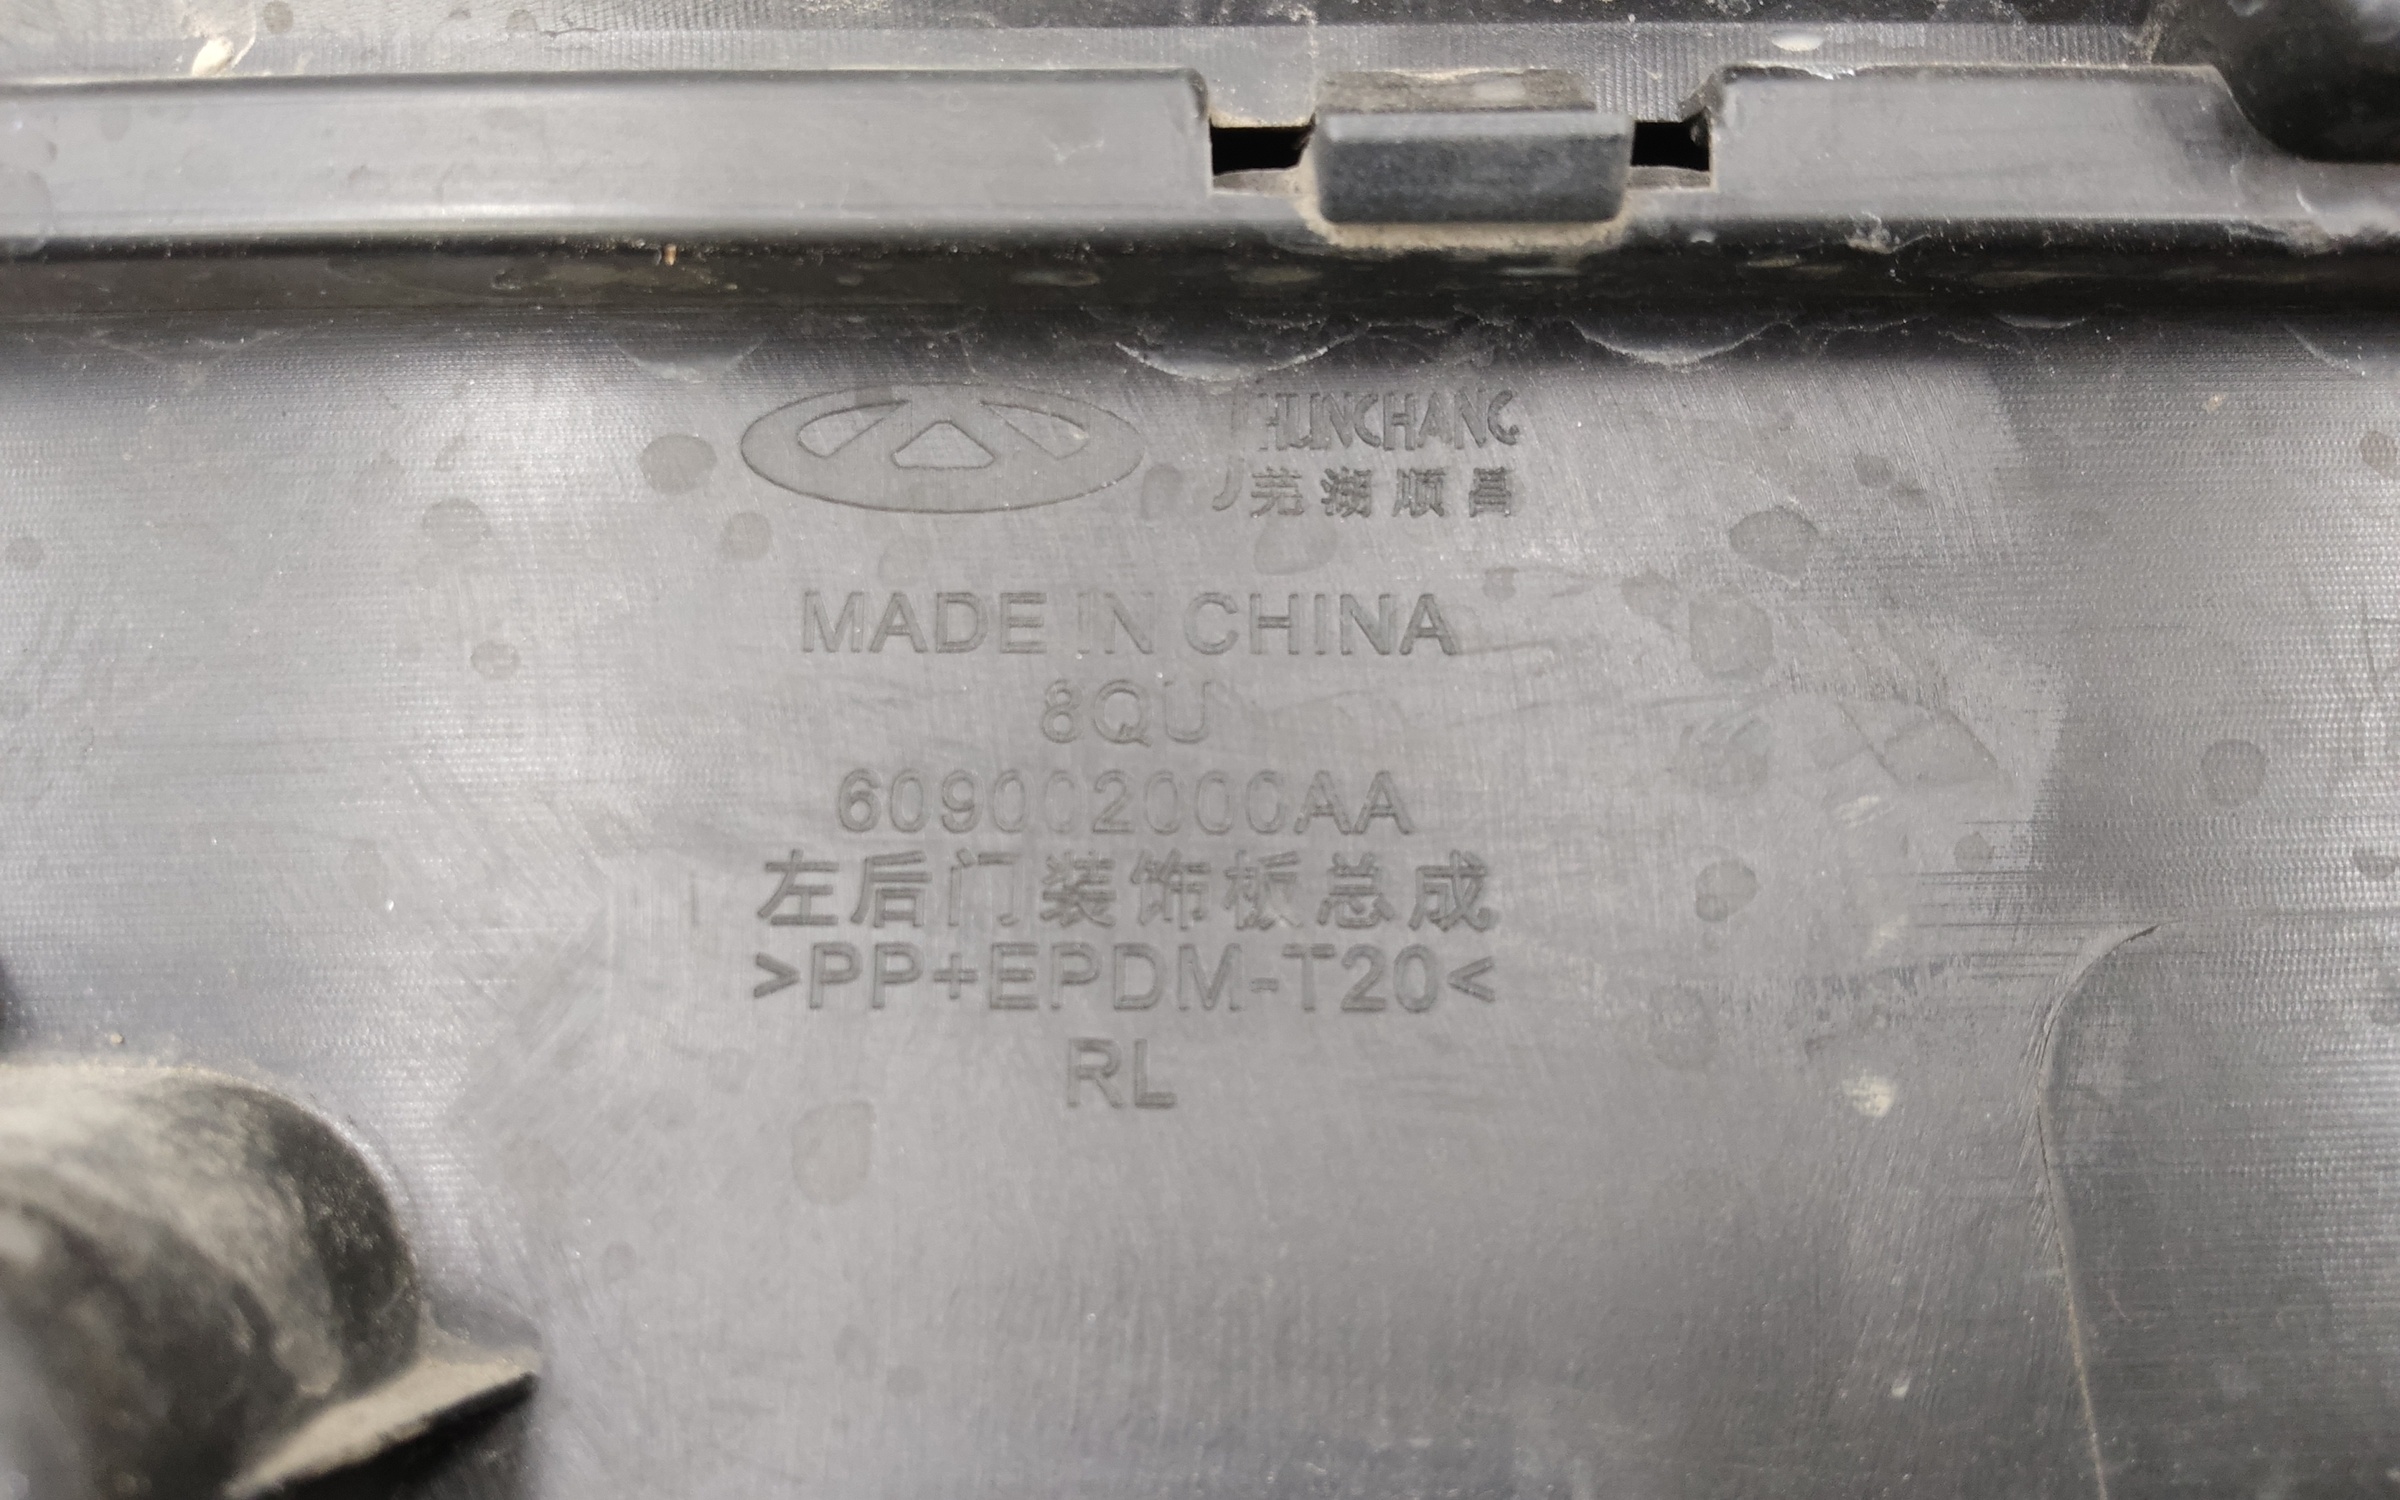 SHUNCHANG
芜湖顺昌
MADE IN CHINA
8QU
609002000AA
左后门装饰板总成
>PP+EPDM-T20<
RL